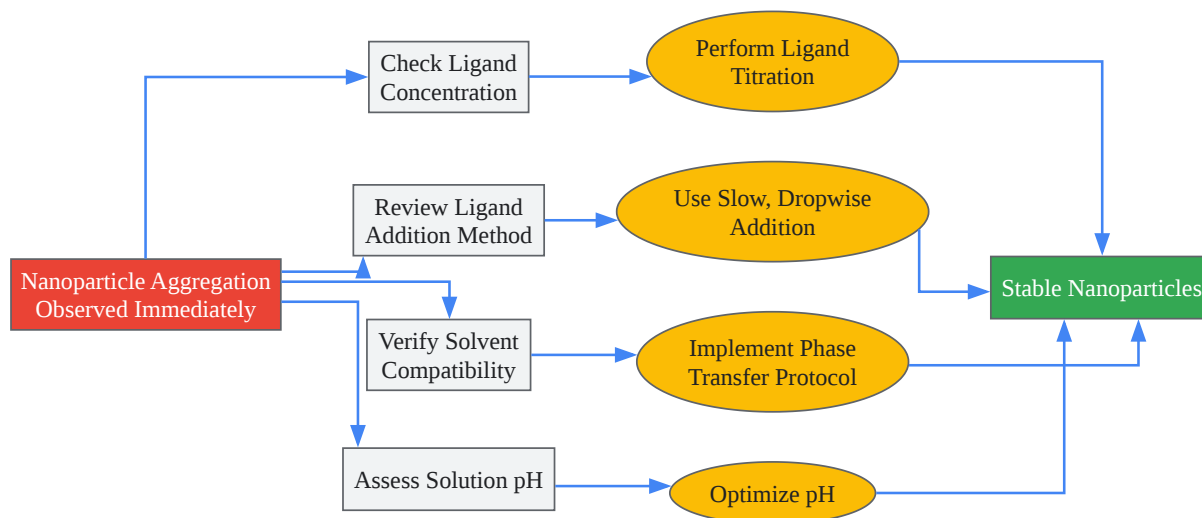 Check Ligand
Concentration
Perform Ligand
Titration
Review Ligand
Addition Method
Use Slow, Dropwise
Addition
Nanoparticle Aggregation
Observed Immediately
Stable Nanoparticles
Verify Solvent
Compatibility
Implement Phase
Transfer Protocol
Assess Solution pH
Optimize pH